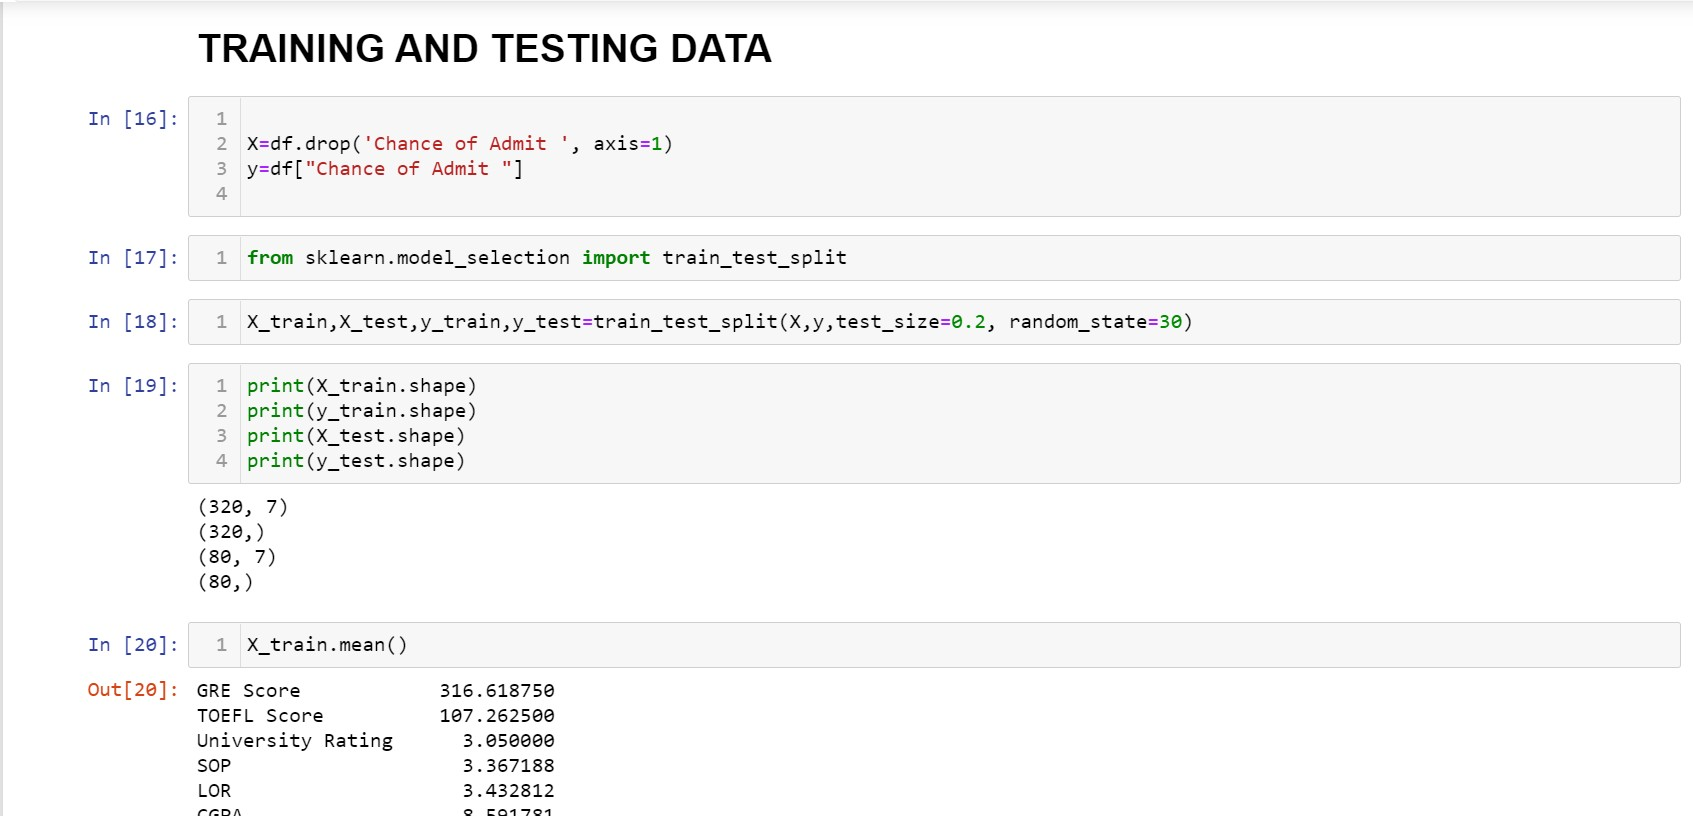 TRAINING AND TESTING DATA
In [16]:
1
2 X=df.drop('Chance of Admit ', axis=1)
3 y=df["Chance of Admit "]
4
In [17]:
1 from sklearn.model_selection import train_test_split
In [18]:
1 X_train,X_test,y_train,y_test=train_test_split(X,y,test_size=0.2, random_state=30)
In [19]:
1 print(X_train.shape)
2 print(y_train.shape)
3 print(X_test.shape)
4 print(y_test.shape)
(320, 7)
(320,)
(80, 7)
(80,)
In [20]:
1 X_train.mean()
Out[20]:
GRE Score 316.618750
TOEFL Score 107.262500
University Rating 3.050000
SOP 3.367188
LOR 3.432812
CGPA 8.591781